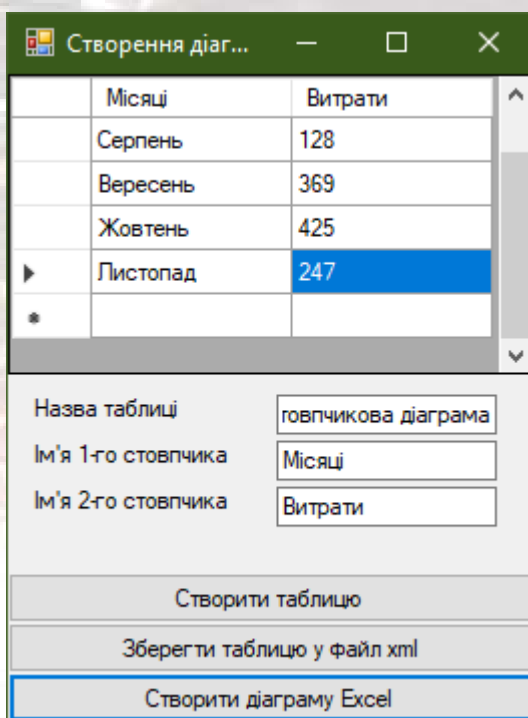 Створення діаг...
Місяці Витрати
Серпень 128
Вересень 369
Жовтень 425
Листопад 247
Назва таблиці товпчикова діаграма
Ім'я 1-го стовпчика Місяці
Ім'я 2-го стовпчика Витрати
Створити таблицю
Зберегти таблицю у файл xml
Створити діаграму Excel